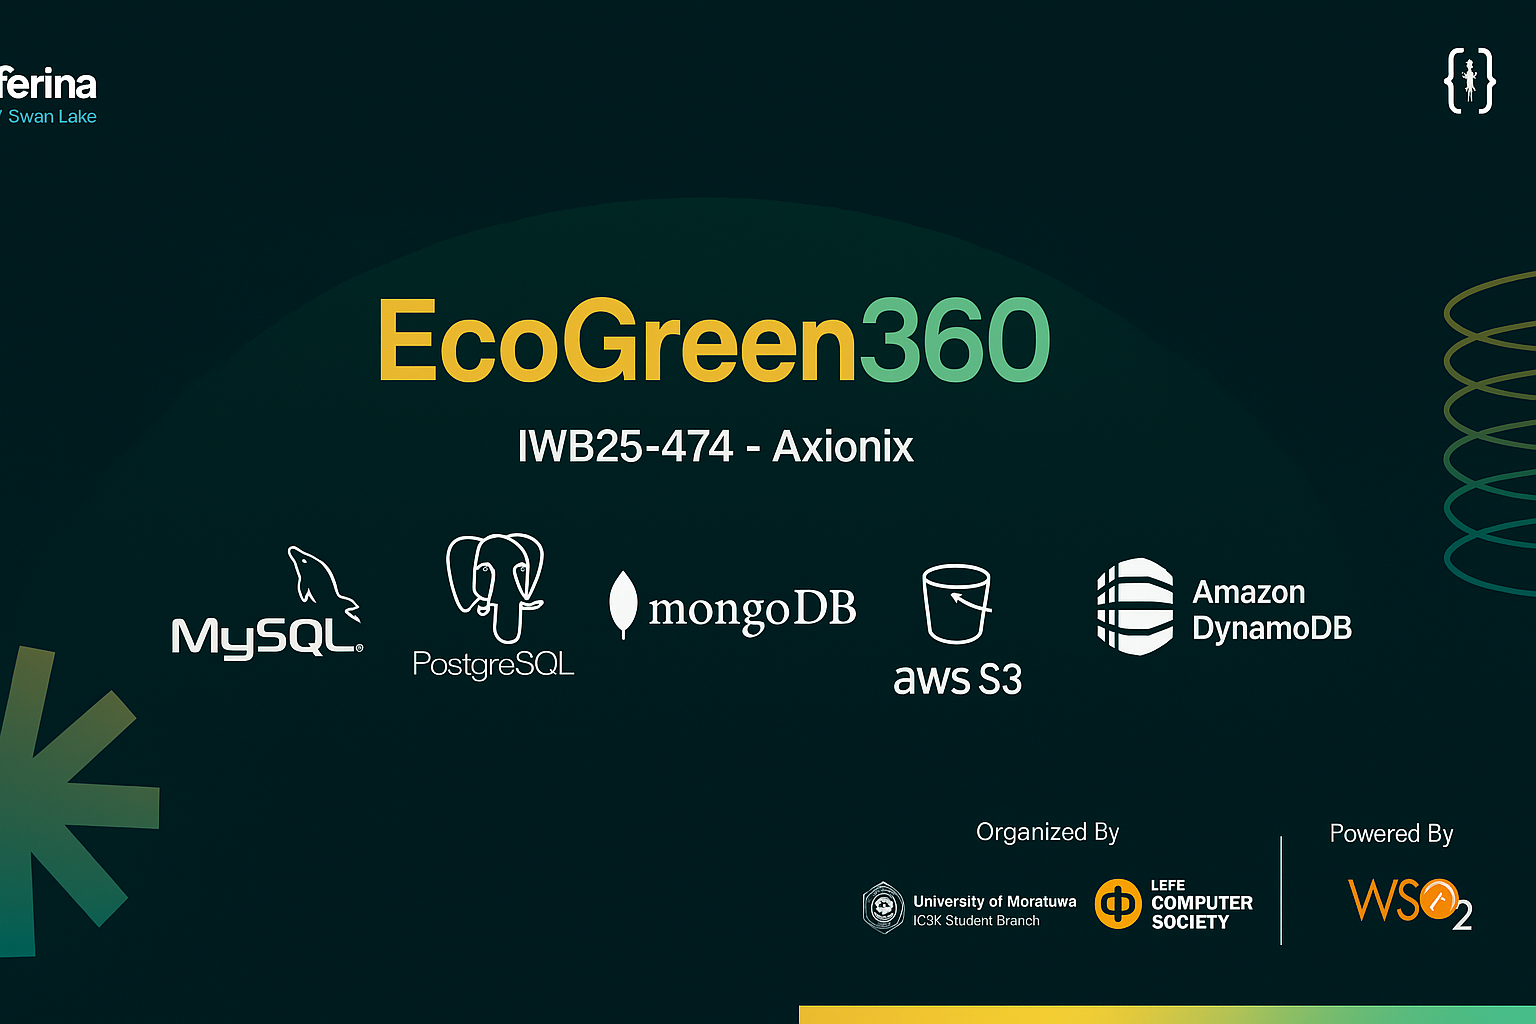 ferina
/ Swan Lake
EcoGreen360
IWB25-474 - Axionix
MySQL®
PostgreSQL
mongoDB
aws S3
Amazon
DynamoDB
Organized By
Powered By
University of Moratuwa
IC3K Student Branch
LEFE
COMPUTER
SOCIETY
WSO2